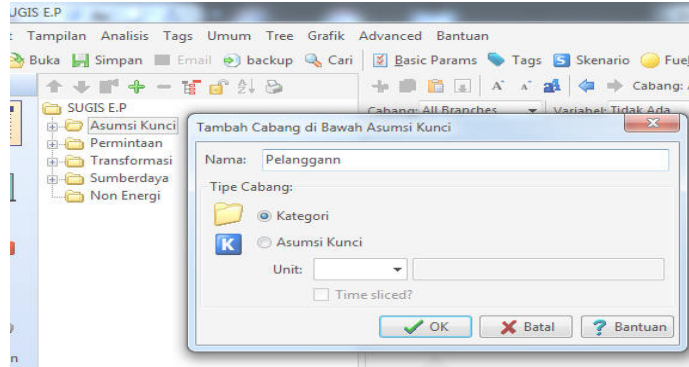 UGIS E.P
Tampilan Analisis Tags Umum Tree Grafik Advanced Bantuan
Buka Simpan Email backup Cari Basic Params Tags Skenario Fuel
Cabang:
SUGIS E.P
Cabang: All Branches Variabel: Tidak Ada
Asumsi Kunci
Permintaan
Transformasi
Sumberdaya
Non Energi
Tambah Cabang di Bawah Asumsi Kunci
Nama: Pelanggann
Tipe Cabang:
Kategori
K Asumsi Kunci
Unit:
Time sliced?
OK Batal ? Bantuan
n